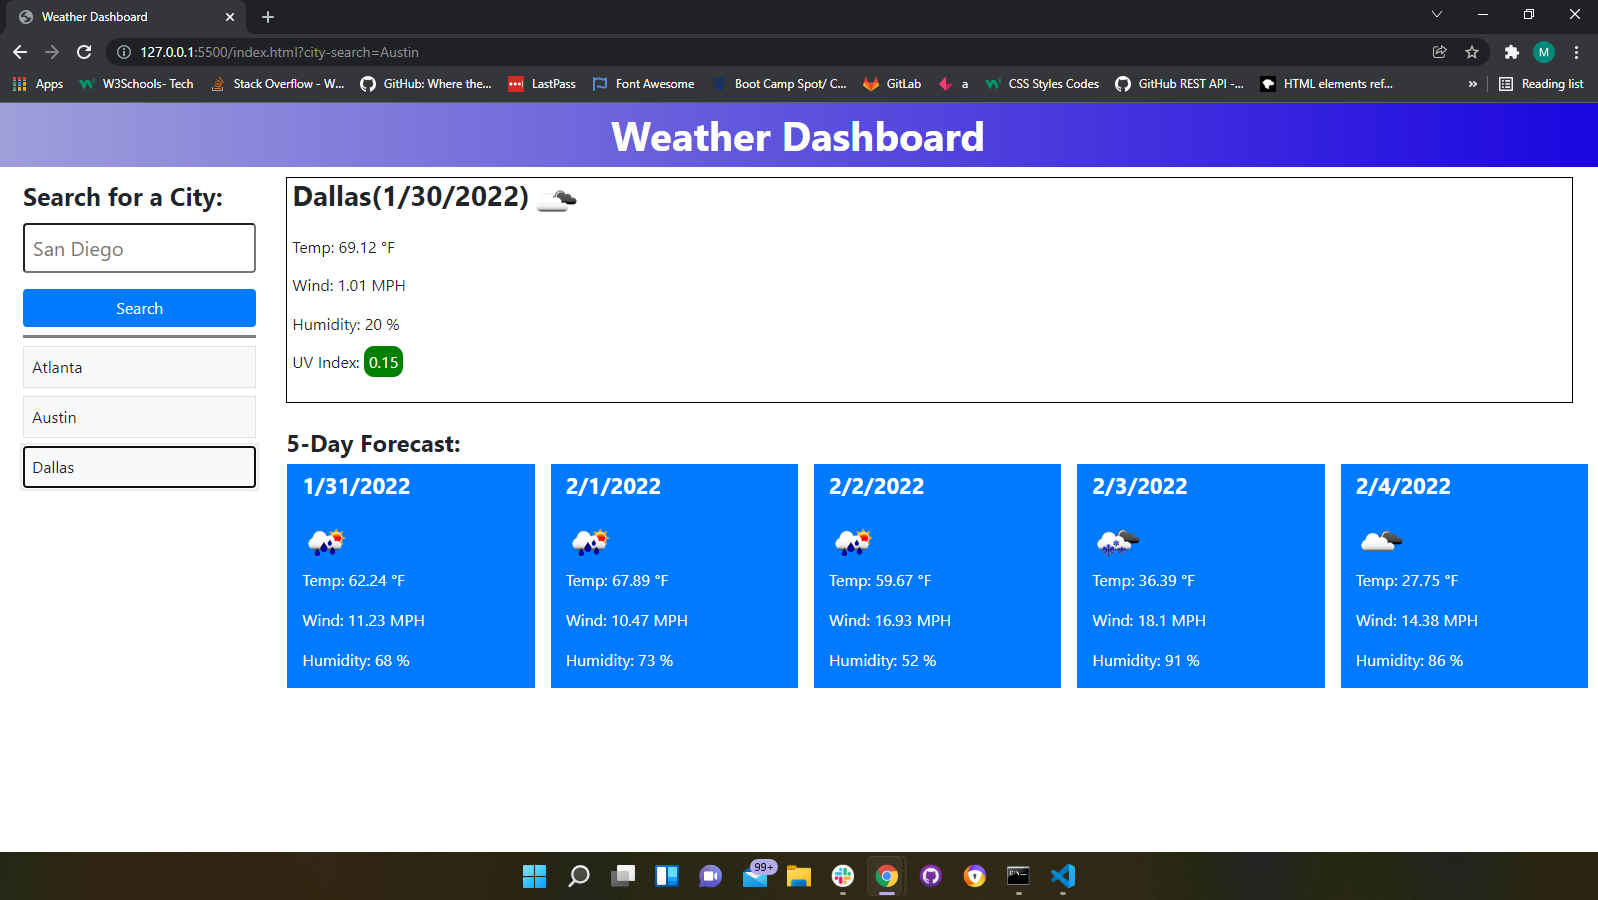 Weather Dashboard
127.0.0.1:5500/index.html?city-search=Austin
M
Apps W3Schools- Tech Stack Overflow - W... GitHub: Where the... LastPass Font Awesome Boot Camp Spot/ C... GitLab a CSS Styles Codes GitHub REST API -... HTML elements ref... » Reading list
Weather Dashboard
Search for a City:
San Diego
Search
Atlanta
Austin
Dallas
Dallas(1/30/2022)
Temp: 69.12 °F
Wind: 1.01 MPH
Humidity: 20 %
UV Index: 0.15
5-Day Forecast:
1/31/2022
Temp: 62.24 °F
Wind: 11.23 MPH
Humidity: 68 %
2/1/2022
Temp: 67.89 °F
Wind: 10.47 MPH
Humidity: 73 %
2/2/2022
Temp: 59.67 °F
Wind: 16.93 MPH
Humidity: 52 %
2/3/2022
Temp: 36.39 °F
Wind: 18.1 MPH
Humidity: 91 %
2/4/2022
Temp: 27.75 °F
Wind: 14.38 MPH
Humidity: 86 %
99+